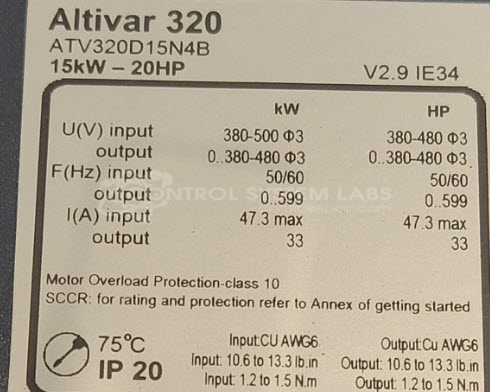 Altivar 320
ATV320D15N4B
15kW – 20HP V2.9 IE34
kW HP
U(V) input 380-500 Φ3 380-480 Φ3
output 0..380-480 Φ3 0..380-480 Φ3
F(Hz) input 50/60 50/60
output 0..599 0..599
I(A) input 47.3 max 47.3 max
output 33 33
CONTROL SYSTEM LABS
Motor Overload Protection-class 10
SCCR: for rating and protection refer to Annex of getting started
75°C Input:CU AWG6 Output:Cu AWG6
IP 20 Input: 10.6 to 13.3 lb.in Output: 10.6 to 13.3 lb.in
Input: 1.2 to 1.5 N.m Output: 1.2 to 1.5 N.m